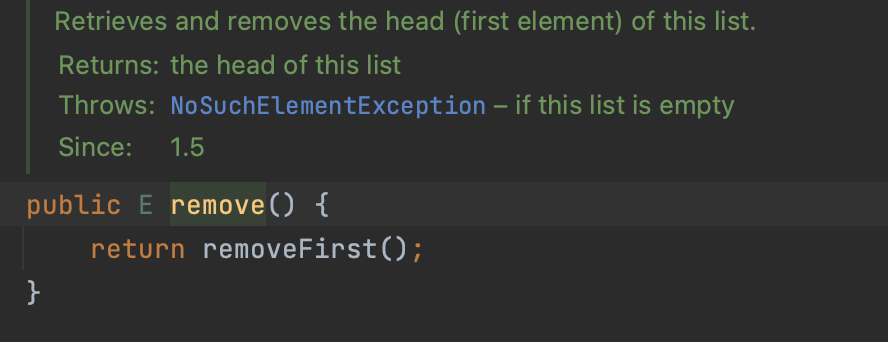 Retrieves and removes the head (first element) of this list.
Returns: the head of this list
Throws: NoSuchElementException – if this list is empty
Since: 1.5
public E remove() {
return removeFirst();
}